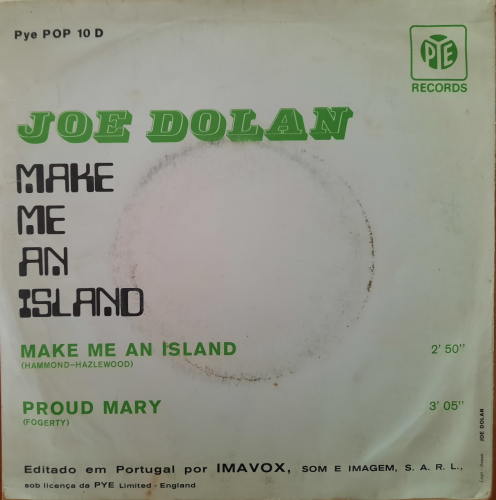 Pye POP 10 D
PYE
RECORDS
JOE DOLAN
MAKE
ME
AN
ISLAND
MAKE ME AN ISLAND 2' 50"
(HAMMOND-HAZLEWOOD)
PROUD MARY 3' 05"
(FOGERTY)
Editado em Portugal por IMAVOX, SOM E IMAGEM, S. A. R. L.,
sob licença da PYE Limited - England
JOE DOLAN